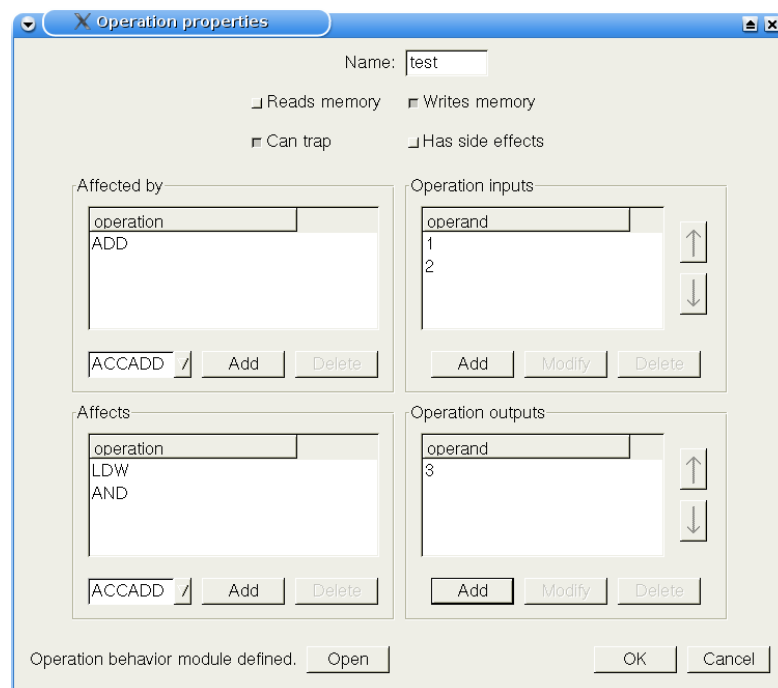 Operation properties
Name: test
Reads memory Writes memory
Can trap Has side effects
Affected by
operation
ADD
ACCADD Add Delete
Operation inputs
operand
1
2
Add Modify Delete
Affects
operation
LDW
AND
ACCADD Add Delete
Operation outputs
operand
3
Add Modify Delete
Operation behavior module defined. Open OK Cancel